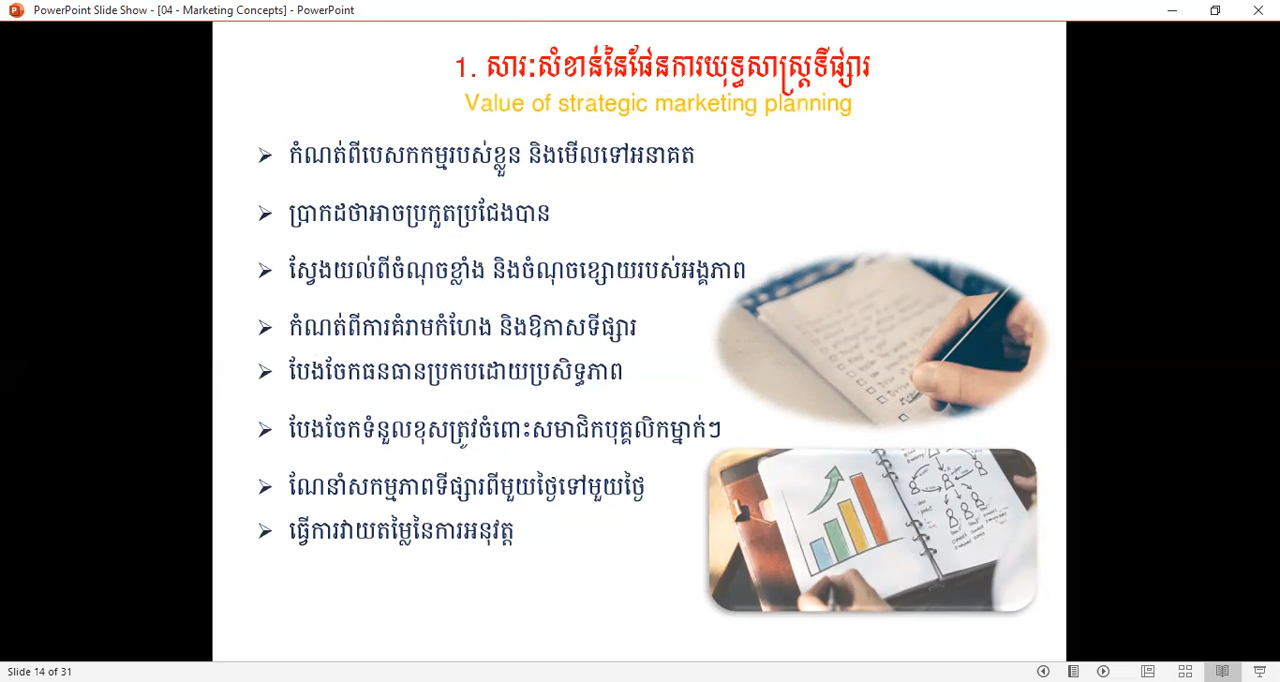 PowerPoint Slide Show - [04 - Marketing Concepts] - PowerPoint
1. សារៈសំខាន់នៃផែនការយុទ្ធសាស្ត្រទីផ្សារ
Value of strategic marketing planning
➢ កំណត់ពីបេសកកម្មរបស់ខ្លួន និងមើលទៅអនាគត
➢ ប្រាកដថាអាចប្រកួតប្រជែងបាន
➢ ស្វែងយល់ពីចំណុចខ្លាំង និងចំណុចខ្សោយរបស់អង្គភាព
➢ កំណត់ពីការគំរាមកំហែង និងឱកាសទីផ្សារ
➢ បែងចែកធនធានប្រកបដោយប្រសិទ្ធភាព
➢ បែងចែកទំនួលខុសត្រូវចំពោះសមាជិកបុគ្គលិកម្នាក់ៗ
➢ ណែនាំសកម្មភាពទីផ្សារពីមួយថ្ងៃទៅមួយថ្ងៃ
➢ ធ្វើការវាយតម្លៃនៃការអនុវត្ត
Slide 14 of 31